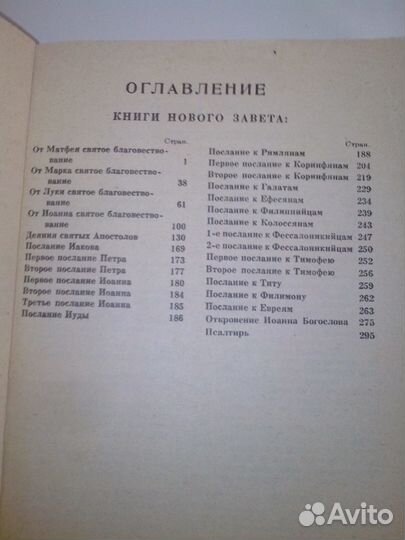 ОГЛАВЛЕНИЕ
КНИГИ НОВОГО ЗАВЕТА:
Стран.
От Матфея святое благовество-
вание 1
От Марка святое благовество-
вание 38
От Луки святое благовество-
вание 61
От Иоанна святое благовество-
вание 100
Деяния святых Апостолов 130
Послание Иакова 169
Первое послание Петра 173
Второе послание Петра 177
Первое послание Иоанна 180
Второе послание Иоанна 184
Третье послание Иоанна 185
Послание Иуды 186
Стран.
Послание к Римлянам 188
Первое послание к Коринфянам 204
Второе послание к Коринфянам 219
Послание к Галатам 229
Послание к Ефесянам 234
Послание к Филиппийцам 239
Послание к Колоссянам 243
1-е послание к Фессалоникийцам 247
2-е послание к Фессалоникийцам 250
Первое послание к Тимофею 252
Второе послание к Тимофею 256
Послание к Титу 259
Послание к Филимону 262
Послание к Евреям 263
Откровение Иоанна Богослова 275
Псалтирь 295
Avito